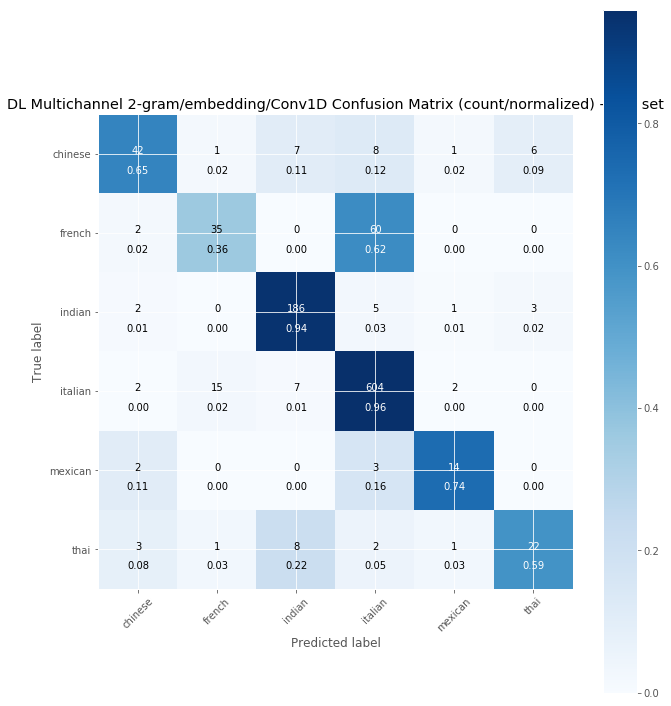 DL Multichannel 2-gram/embedding/Conv1D Confusion Matrix (count/normalized) - set
0.8
chinese 42 1 7 8 1 6
0.65 0.02 0.11 0.12 0.02 0.09
french 2 35 0 60 0 0
0.02 0.36 0.00 0.62 0.00 0.00
0.6
indian 2 0 186 5 1 3
0.01 0.00 0.94 0.03 0.01 0.02
True label
italian 2 15 7 604 2 0
0.00 0.02 0.01 0.96 0.00 0.00
0.4
mexican 2 0 0 3 14 0
0.11 0.00 0.00 0.16 0.74 0.00
thai 3 1 8 2 1 22
0.08 0.03 0.22 0.05 0.03 0.59
0.2
chinese french indian italian mexican thai
Predicted label
0.0